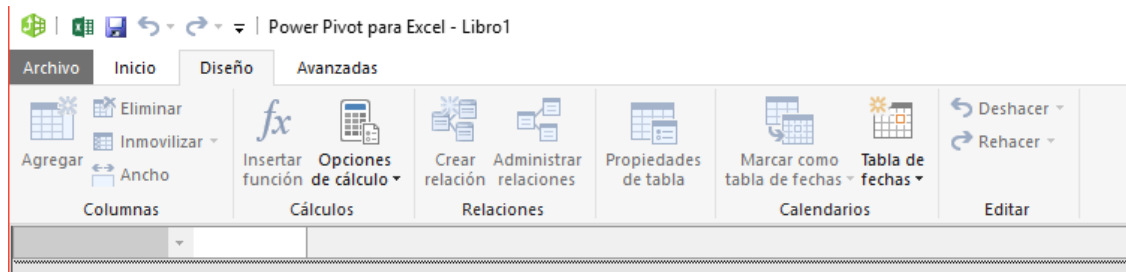 Power Pivot para Excel - Libro1
Archivo Inicio Diseño Avanzadas
Agregar
Eliminar
Inmovilizar
Ancho
Columnas
fx
Insertar
función
Opciones
de cálculo
Cálculos
Crear
relación
Administrar
relaciones
Relaciones
Propiedades
de tabla
Marcar como
tabla de fechas
Tabla de
fechas
Calendarios
Deshacer
Rehacer
Editar